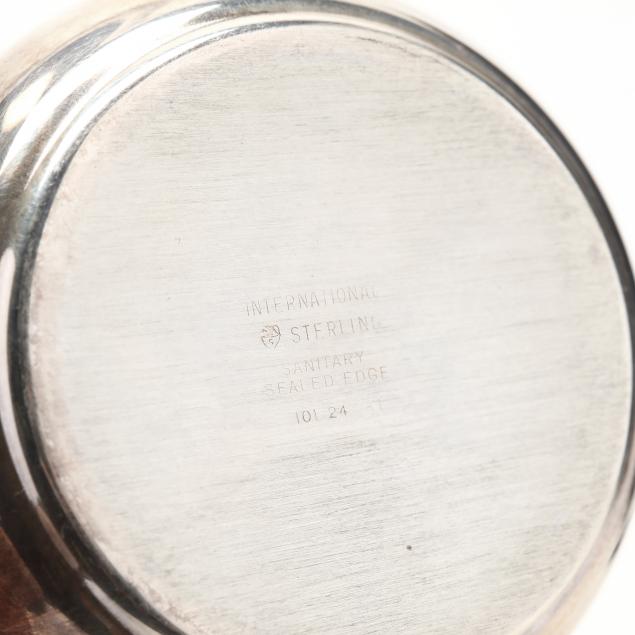 INTERNATIONAL
STERLING
SANITARY
SEALED EDGE
101 24